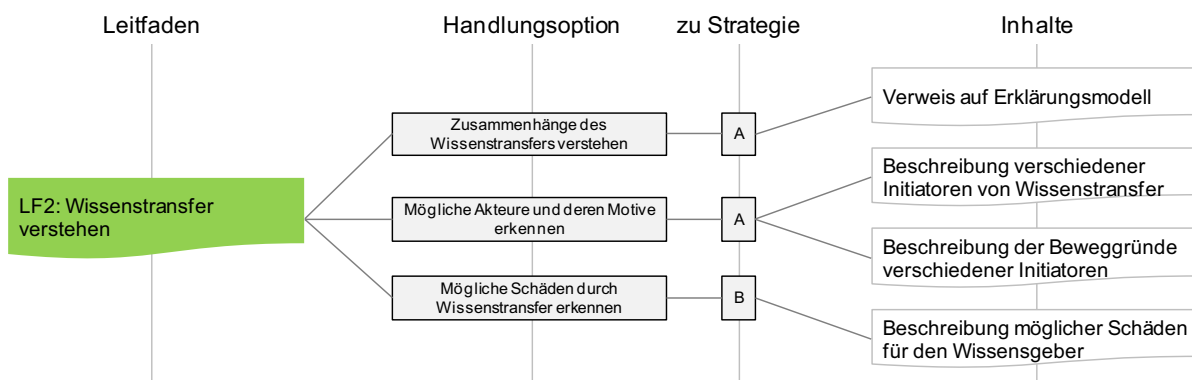 Leitfaden
Handlungsoption
zu Strategie
Inhalte
LF2: Wissenstransfer
verstehen
Zusammenhänge des
Wissenstransfers verstehen
A
Verweis auf Erklärungsmodell
Mögliche Akteure und deren Motive
erkennen
A
Beschreibung verschiedener
Initiatoren von Wissenstransfer
Beschreibung der Beweggründe
verschiedener Initiatoren
Mögliche Schäden durch
Wissenstransfer erkennen
B
Beschreibung möglicher Schäden
für den Wissensgeber